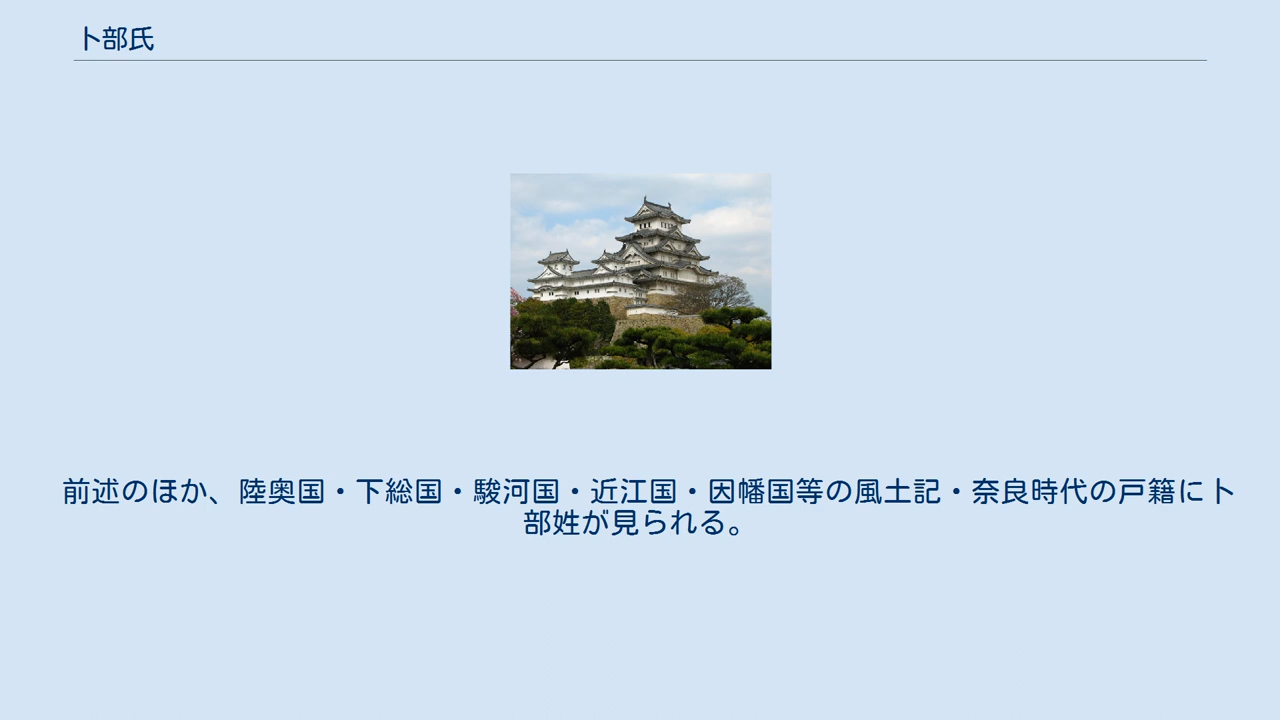 卜部氏
前述のほか、陸奥国・下総国・駿河国・近江国・因幡国等の風土記・奈良時代の戸籍に卜
部姓が見られる。